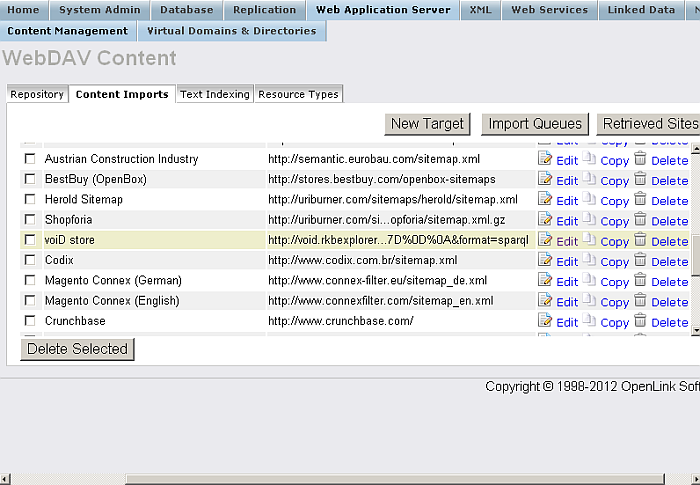 Home System Admin Database Replication Web Application Server XML Web Services Linked Data
Content Management Virtual Domains & Directories
WebDAV Content
Repository Content Imports Text Indexing Resource Types
New Target Import Queues Retrieved Sites
Edit Copy Delete
Austrian Construction Industry http://semantic.eurobau.com/sitemap.xml Edit Copy Delete
BestBuy (OpenBox) http://stores.bestbuy.com/openbox-sitemaps Edit Copy Delete
Herold Sitemap http://uriburner.com/sitemaps/herold/sitemap.xml Edit Copy Delete
Shopforia http://uriburner.com/si...opforia/sitemap.xml.gz Edit Copy Delete
voiD store http://void.rkbexplorer...7D%0D%0A&format=sparql Edit Copy Delete
Codix http://www.codix.com.br/sitemap.xml Edit Copy Delete
Magento Connex (German) http://www.connex-filter.eu/sitemap_de.xml Edit Copy Delete
Magento Connex (English) http://www.connexfilter.com/sitemap_en.xml Edit Copy Delete
Crunchbase http://www.crunchbase.com/ Edit Copy Delete
Delete Selected
Copyright © 1998-2012 OpenLink Soft